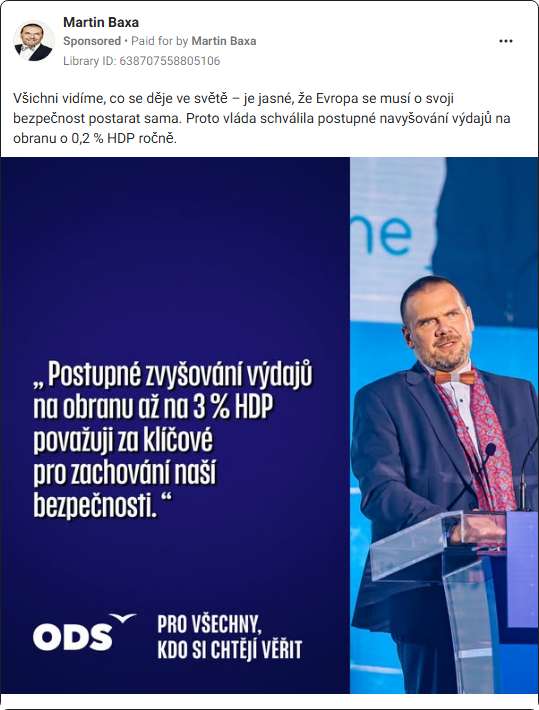 Martin Baxa
Sponsored • Paid for by Martin Baxa
Library ID: 638707558805106
Všichni vidíme, co se děje ve světě – je jasné, že Evropa se musí o svoji
bezpečnost postarat sama. Proto vláda schválila postupné navyšování výdajů na
obranu o 0,2 % HDP ročně.
ne
„ Postupné zvyšování výdajů
na obranu až na 3 % HDP
považuji za klíčové
pro zachování naší
bezpečnosti. “
ODS
PRO VŠECHNY,
KDO SI CHTĚJÍ VĚŘIT